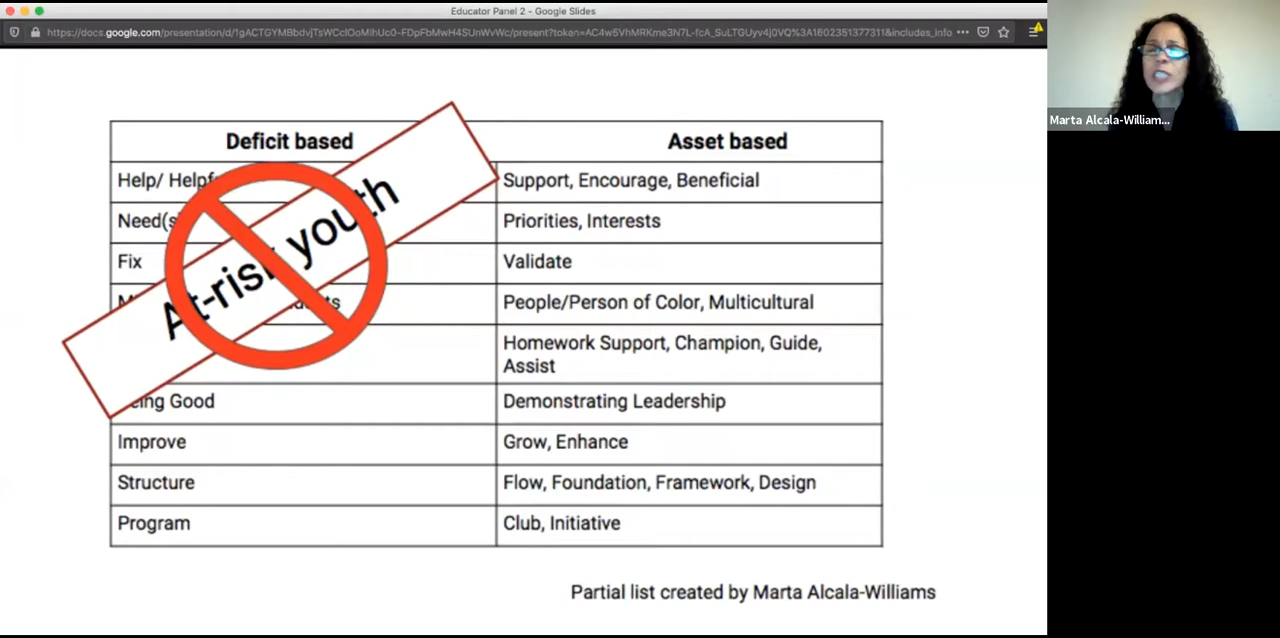 Educator Panel 2 - Google Slides
Marta Alcala-William...
Deficit based Asset based
Help/ Support, Encourage, Beneficial
Priorities, Interests
Fix Validate
People/Person of Color, Multicultural
Homework Support, Champion, Guide,
Assist
Good Demonstrating Leadership
Improve Grow, Enhance
Structure Flow, Foundation, Framework, Design
Program Club, Initiative
At-risk youth
Partial list created by Marta Alcala-Williams